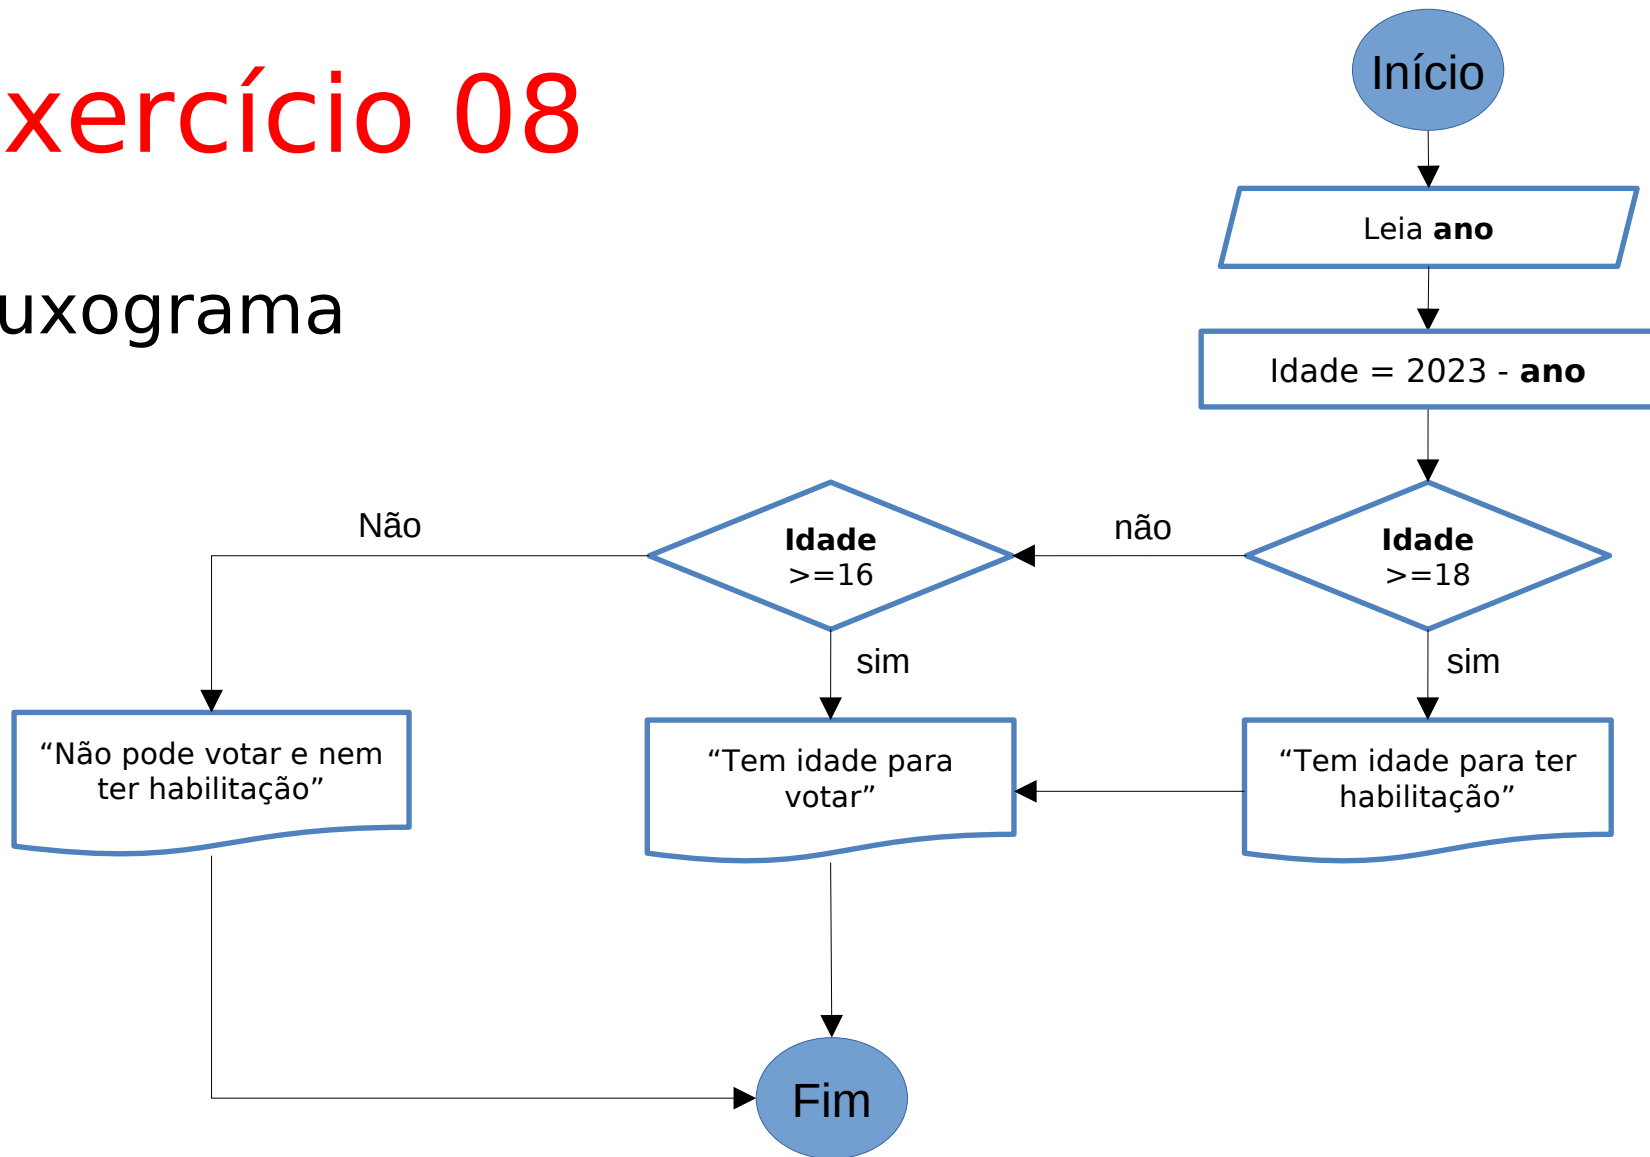 xercício 08
uxograma
Início
Leia ano
Idade = 2023 - ano
Idade
>=18
não
sim
Idade
>=16
Não
sim
“Não pode votar e nem
ter habilitação”
“Tem idade para
votar”
“Tem idade para ter
habilitação”
Fim